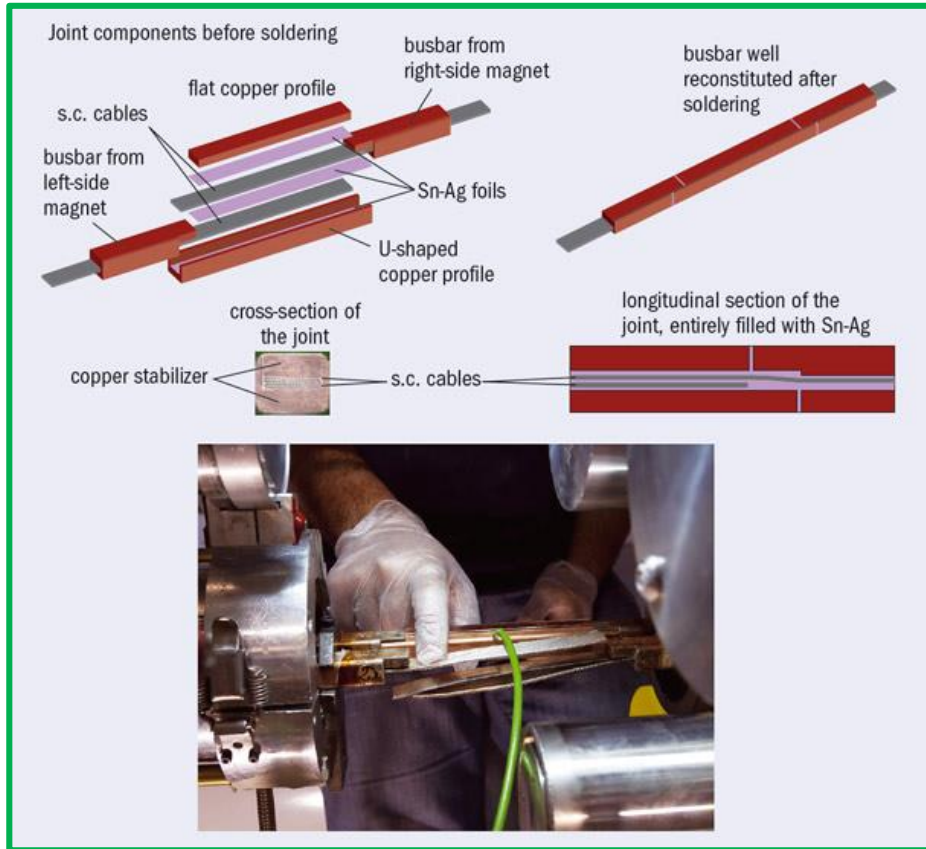 Joint components before soldering
busbar from
right-side magnet
flat copper profile
s.c. cables
busbar from
left-side
magnet
Sn-Ag foils
U-shaped
copper profile
busbar well
reconstituted after
soldering
cross-section of
the joint
copper stabilizer
s.c. cables
longitudinal section of the
joint, entirely filled with Sn-Ag